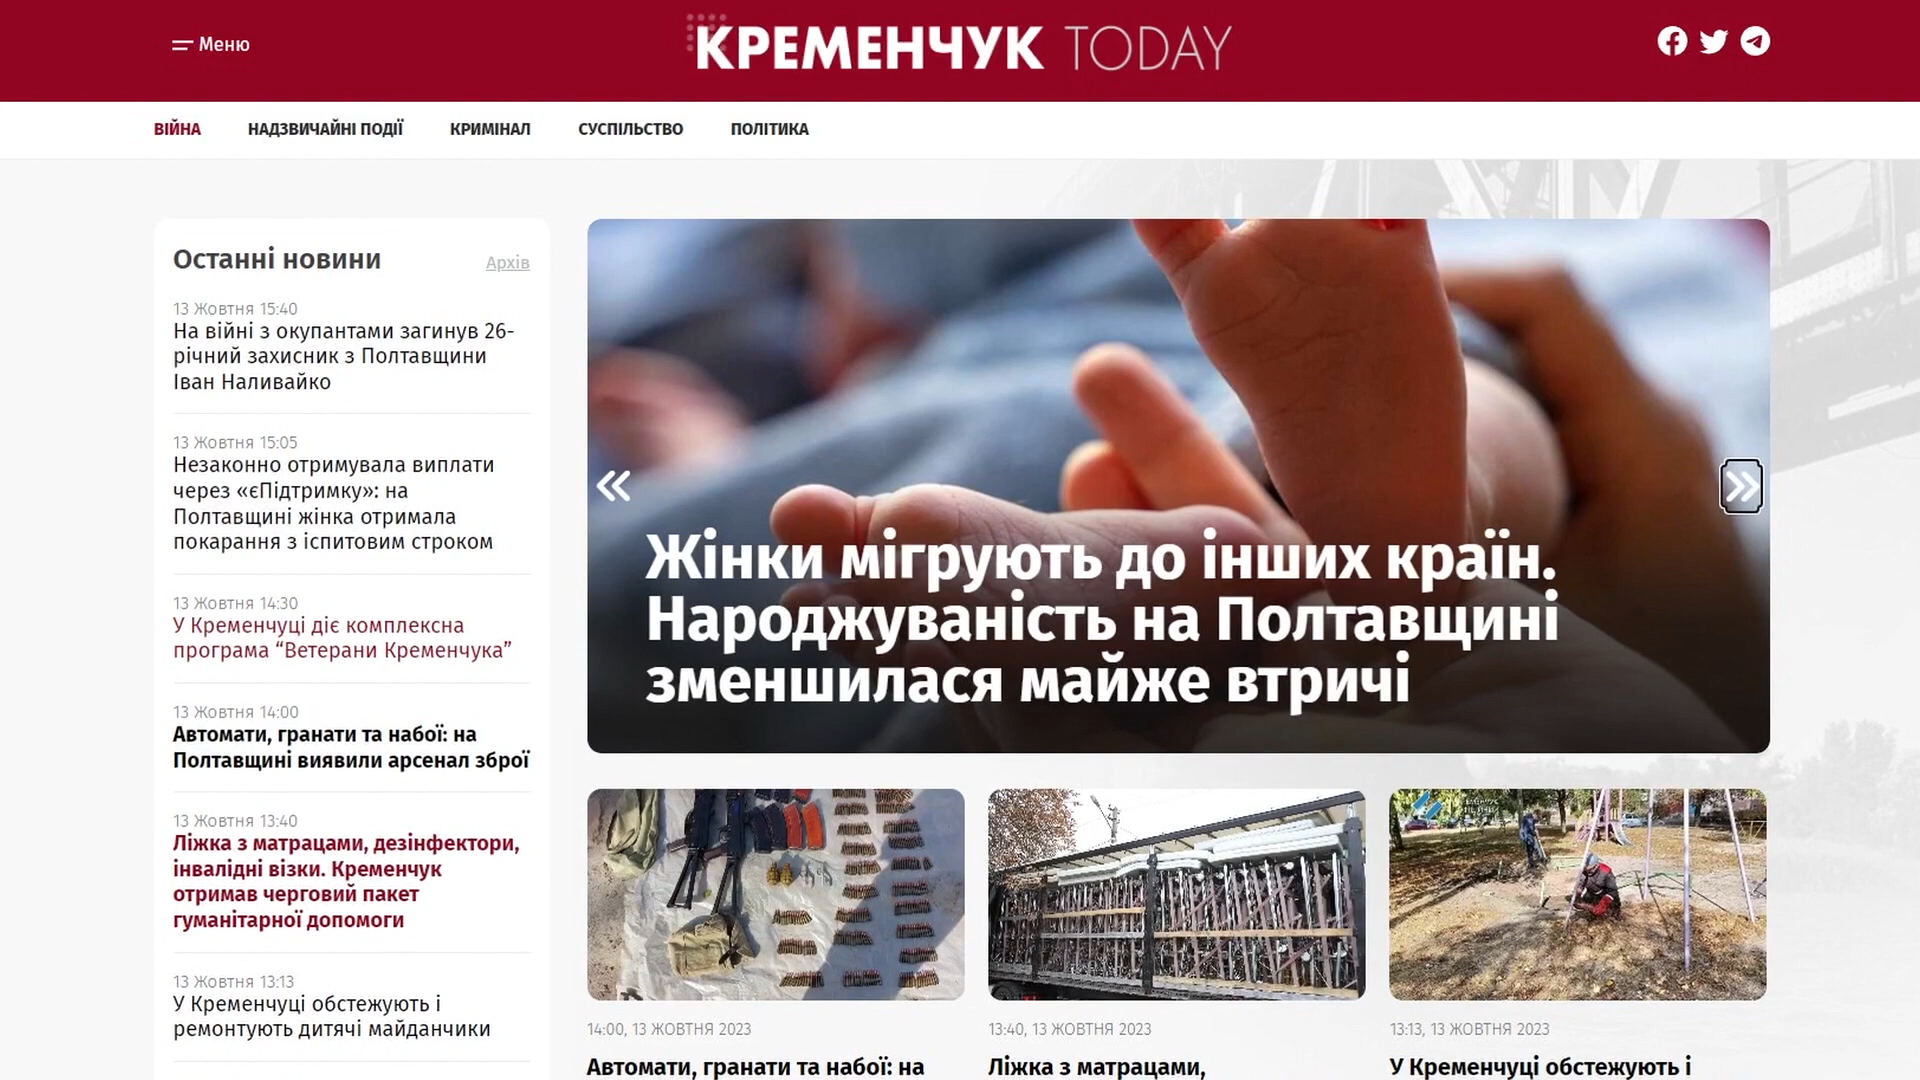 Меню
КРЕМЕНЧУК TODAY
ВІЙНА
НАДЗВИЧАЙНІ ПОДІЇ
КРИМІНАЛ
СУСПІЛЬСТВО
ПОЛІТИКА
Останні новини
Архів
13 Жовтня 15:40
На війні з окупантами загинув 26-
річний захисник з Полтавщини
Іван Наливайко
13 Жовтня 15:05
Незаконно отримувала виплати
через «єПідтримку»: на
Полтавщині жінка отримала
покарання з іспитовим строком
13 Жовтня 14:30
У Кременчуці діє комплексна
програма “Ветерани Кременчука”
13 Жовтня 14:00
Автомати, гранати та набої: на
Полтавщині виявили арсенал зброї
13 Жовтня 13:40
Ліжка з матрацами, дезінфектори,
інвалідні візки. Кременчук
отримав черговий пакет
гуманітарної допомоги
13 Жовтня 13:13
У Кременчуці обстежують і
ремонтують дитячі майданчики
Жінки мігрують до інших країн.
Народжуваність на Полтавщині
зменшилася майже втричі
14:00, 13 ЖОВТНЯ 2023
Автомати, гранати та набої: на
13:40, 13 ЖОВТНЯ 2023
Ліжка з матрацами,
13:13, 13 ЖОВТНЯ 2023
У Кременчуці обстежують і